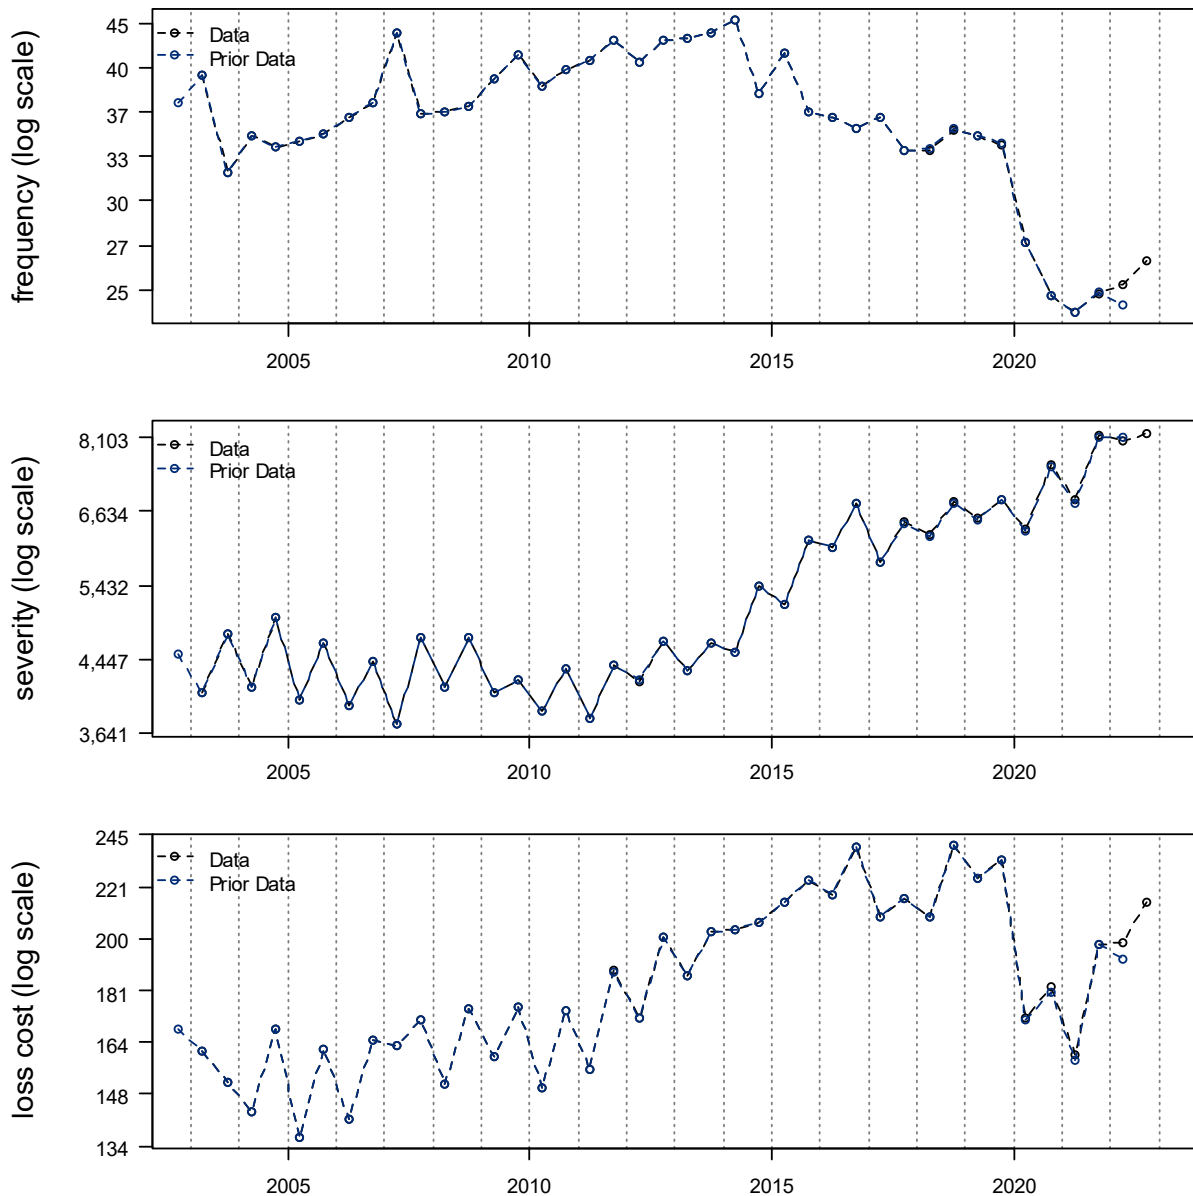 frequency (log scale)
45
40
37
33
30
27
25
Data
Prior Data
2005 2010 2015 2020
severity (log scale)
8,103
6,634
5,432
4,447
3,641
Data
Prior Data
2005 2010 2015 2020
loss cost (log scale)
245
221
200
181
164
148
134
Data
Prior Data
2005 2010 2015 2020